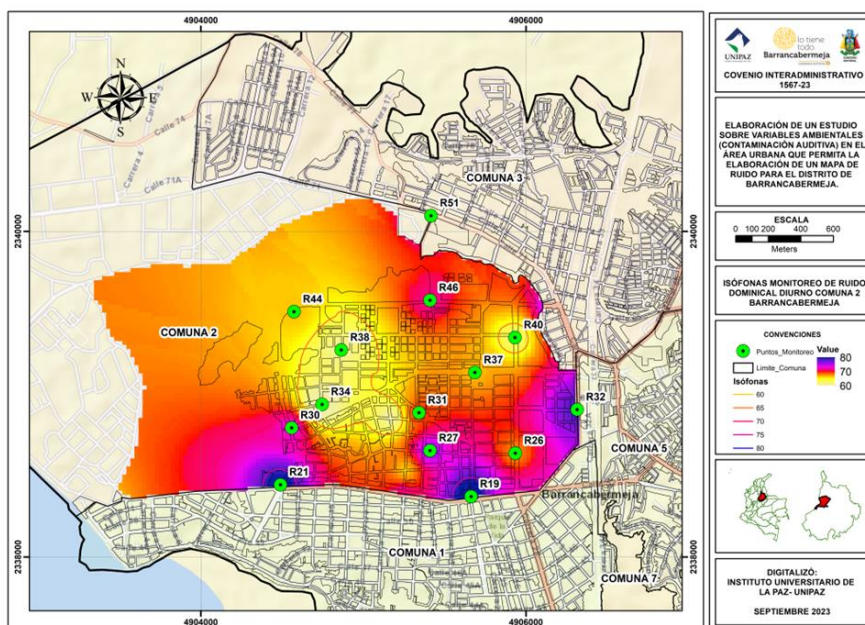 4904000
4906000
N
W
E
S
Calle 74
Calle 71A
Carrera 4
COMUNA 3
R51
2340000
2340000
R46
R44
R40
COMUNA 2
R38
R37
R34
R31
R32
R30
R27
R26
COMUNA 5
R21
R19
Barrancabermeja
COMUNA 1
COMUNA 7
2338000
2338000
4904000
4906000
UNIPAZ
lo tiene
todo
Barrancabermeja
COVENIO INTERADMINISTRATIVO
1567-23
ELABORACIÓN DE UN ESTUDIO
SOBRE VARIABLES AMBIENTALES
(CONTAMINACIÓN AUDITIVA) EN EL
ÁREA URBANA QUE PERMITA LA
ELABORACIÓN DE UN MAPA DE
RUIDO PARA EL DISTRITO DE
BARRANCABERMEJA.
ESCALA
0 100 200 400 600
Meters
ISÓFONAS MONITOREO DE RUIDO
DOMINICAL DIURNO COMUNA 2
BARRANCABERMEJA
CONVENCIONES
Puntos_Monitoreo
Limite_Comuna
Isófonas
60
65
70
75
80
Value
80
70
60
DIGITALIZÓ:
INSTITUTO UNIVERSITARIO DE
LA PAZ- UNIPAZ
SEPTIEMBRE 2023